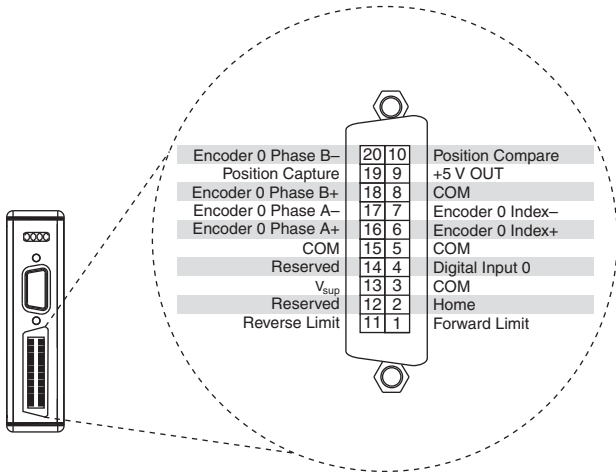 Encoder 0 Phase B– 20 10 Position Compare
Position Capture 19 9 +5 V OUT
Encoder 0 Phase B+ 18 8 COM
Encoder 0 Phase A– 17 7 Encoder 0 Index–
Encoder 0 Phase A+ 16 6 Encoder 0 Index+
COM 15 5 COM
Reserved 14 4 Digital Input 0
Vsup 13 3 COM
Reserved 12 2 Home
Reverse Limit 11 1 Forward Limit